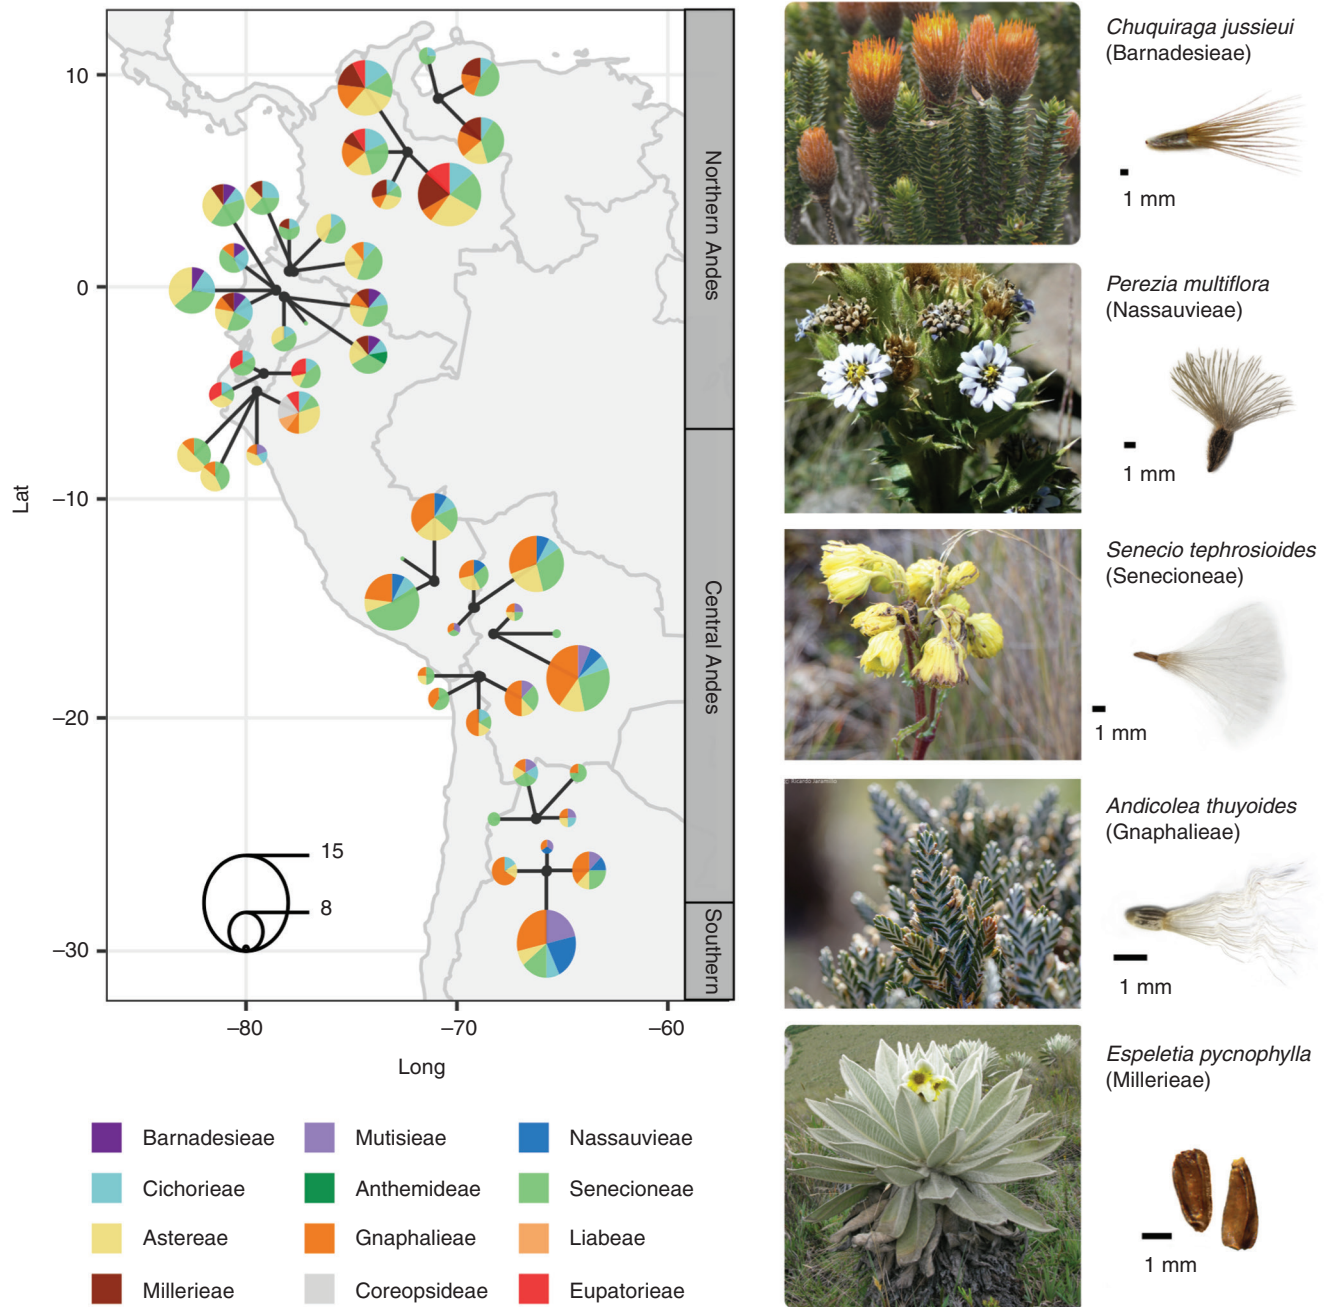 10
0
–10
–20
–30
Lat
–80
–70
–60
Long
Northern Andes
Central Andes
Southern
15
8
Barnadesieae
Mutisieae
Nassauvieae
Cichorieae
Anthemideae
Senecioneae
Astereae
Gnaphalieae
Liabeae
Millerieae
Coreopsideae
Eupatorieae
Chuquiraga jussieui
(Barnadesieae)
1 mm
Perezia multiflora
(Nassauvieae)
1 mm
Senecio tephrosioides
(Senecioneae)
1 mm
© Ricardo Jaramillo
Andicolea thuyoides
(Gnaphalieae)
1 mm
Espeletia pycnophylla
(Millerieae)
1 mm